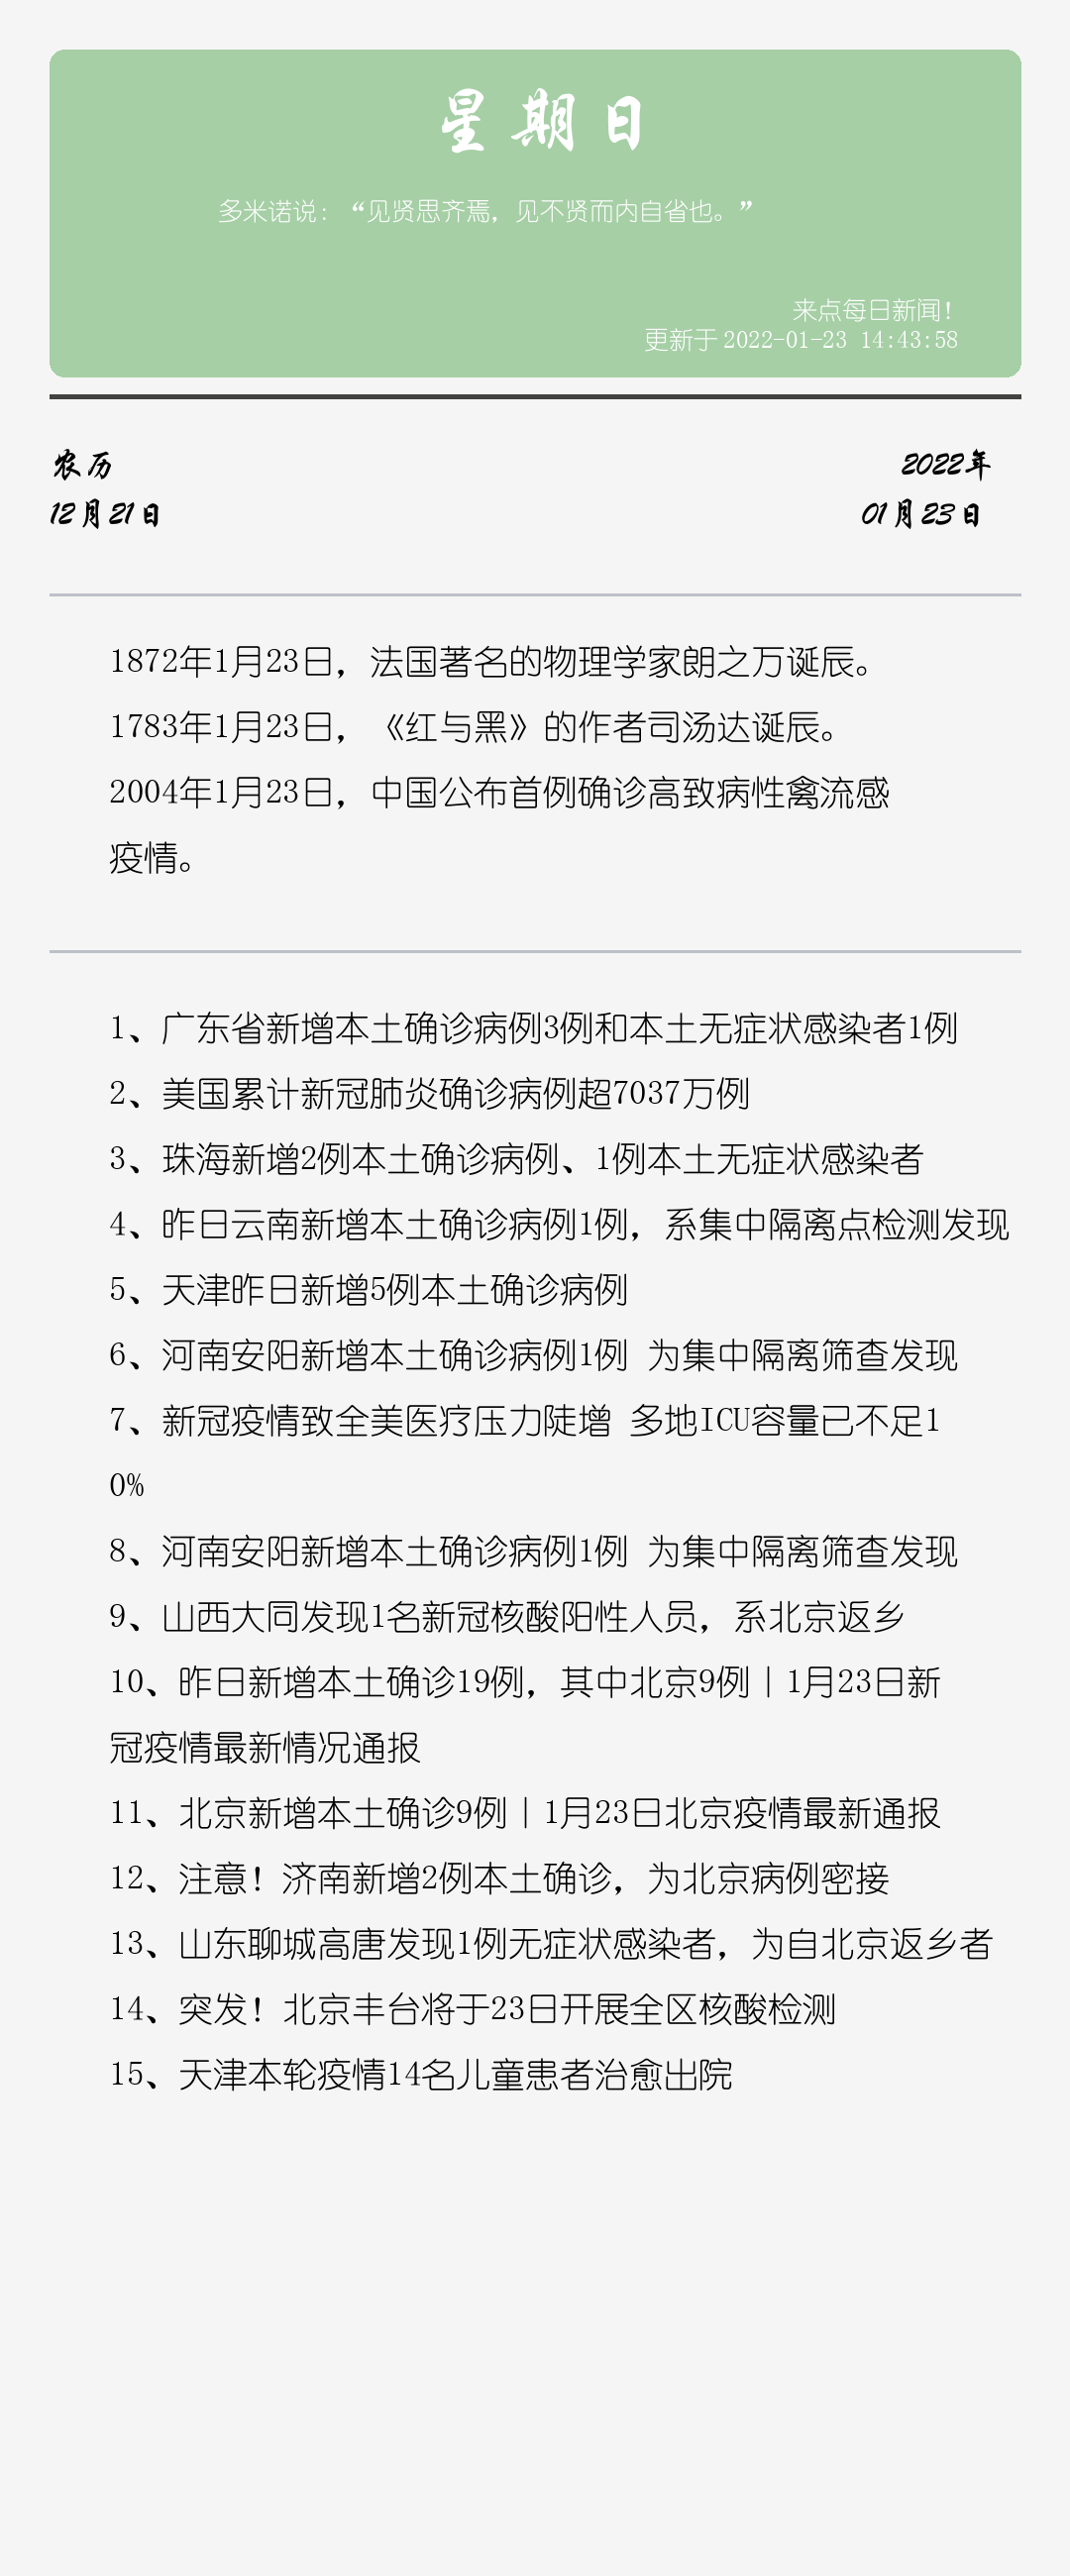 星期日
多米诺说：“见贤思齐焉，见不贤而内自省也。”
来点每日新闻！
更新于 2022-01-23 14:43:58
农历
2022年
12月21日
01月23日
1872年1月23日，法国著名的物理学家朗之万诞辰。
1783年1月23日，《红与黑》的作者司汤达诞辰。
2004年1月23日，中国公布首例确诊高致病性禽流感
疫情。
1、广东省新增本土确诊病例3例和本土无症状感染者1例
2、美国累计新冠肺炎确诊病例超7037万例
3、珠海新增2例本土确诊病例、1例本土无症状感染者
4、昨日云南新增本土确诊病例1例，系集中隔离点检测发现
5、天津昨日新增5例本土确诊病例
6、河南安阳新增本土确诊病例1例 为集中隔离筛查发现
7、新冠疫情致全美医疗压力陡增 多地ICU容量已不足1
0%
8、河南安阳新增本土确诊病例1例 为集中隔离筛查发现
9、山西大同发现1名新冠核酸阳性人员，系北京返乡
10、昨日新增本土确诊19例，其中北京9例｜1月23日新
冠疫情最新情况通报
11、北京新增本土确诊9例｜1月23日北京疫情最新通报
12、注意！济南新增2例本土确诊，为北京病例密接
13、山东聊城高唐发现1例无症状感染者，为自北京返乡者
14、突发！北京丰台将于23日开展全区核酸检测
15、天津本轮疫情14名儿童患者治愈出院